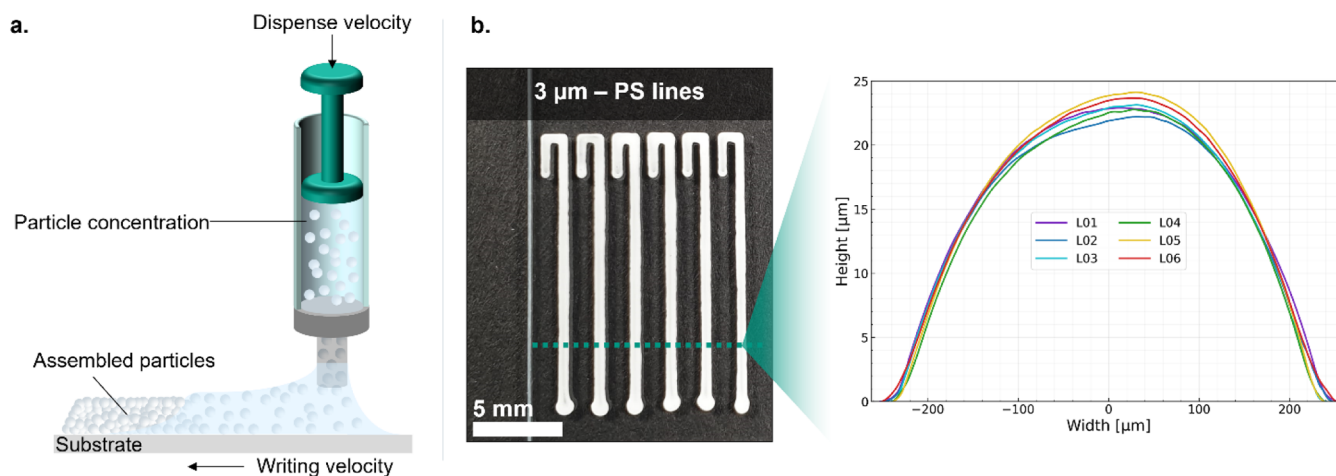 a.
Dispense velocity
Particle concentration
Assembled particles
Substrate
Writing velocity
b.
3 µm – PS lines
5 mm
Height [µm]
25
20
15
10
5
0
L01
L02
L03
L04
L05
L06
−200
−100
0
100
200
Width [µm]